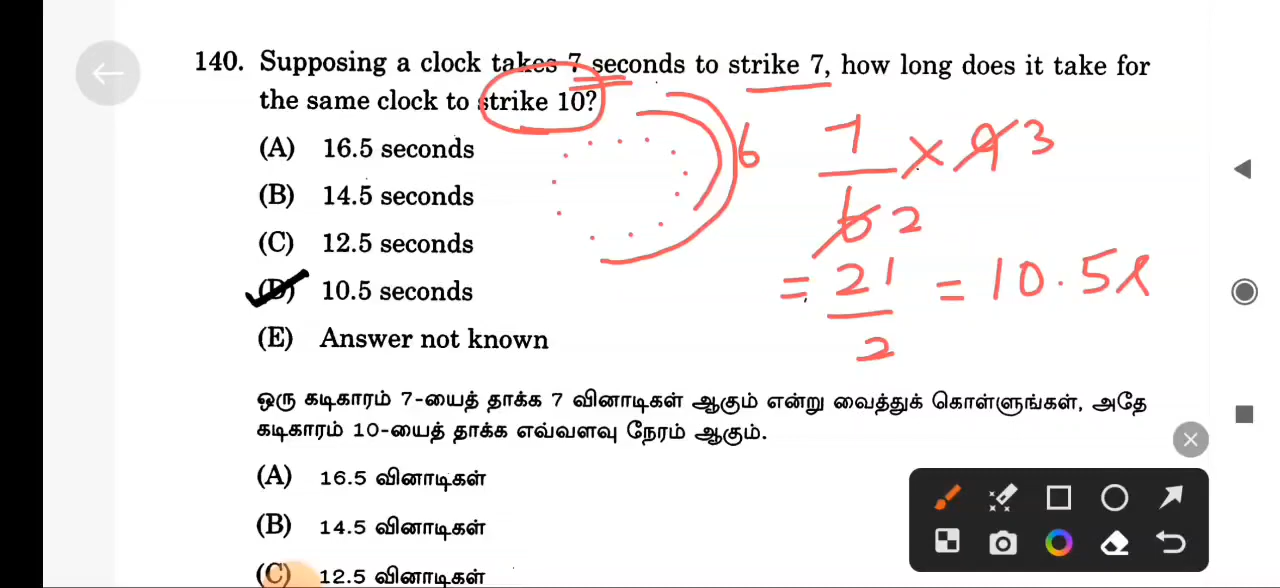 140. Supposing a clock takes 7 seconds to strike 7, how long does it take for
the same clock to strike 10?
(A) 16.5 seconds
(B) 14.5 seconds
(C) 12.5 seconds
(D) 10.5 seconds
(E) Answer not known
6
7 × 9 3
6 2
= 21 = 10.5s
2
ஒரு கடிகாரம் 7-யைத் தாக்க 7 வினாடிகள் ஆகும் என்று வைத்துக் கொள்ளுங்கள், அதே
கடிகாரம் 10-யைத் தாக்க எவ்வளவு நேரம் ஆகும்.
(A) 16.5 வினாடிகள்
(B) 14.5 வினாடிகள்
(C) 12.5 வினாடிகள்